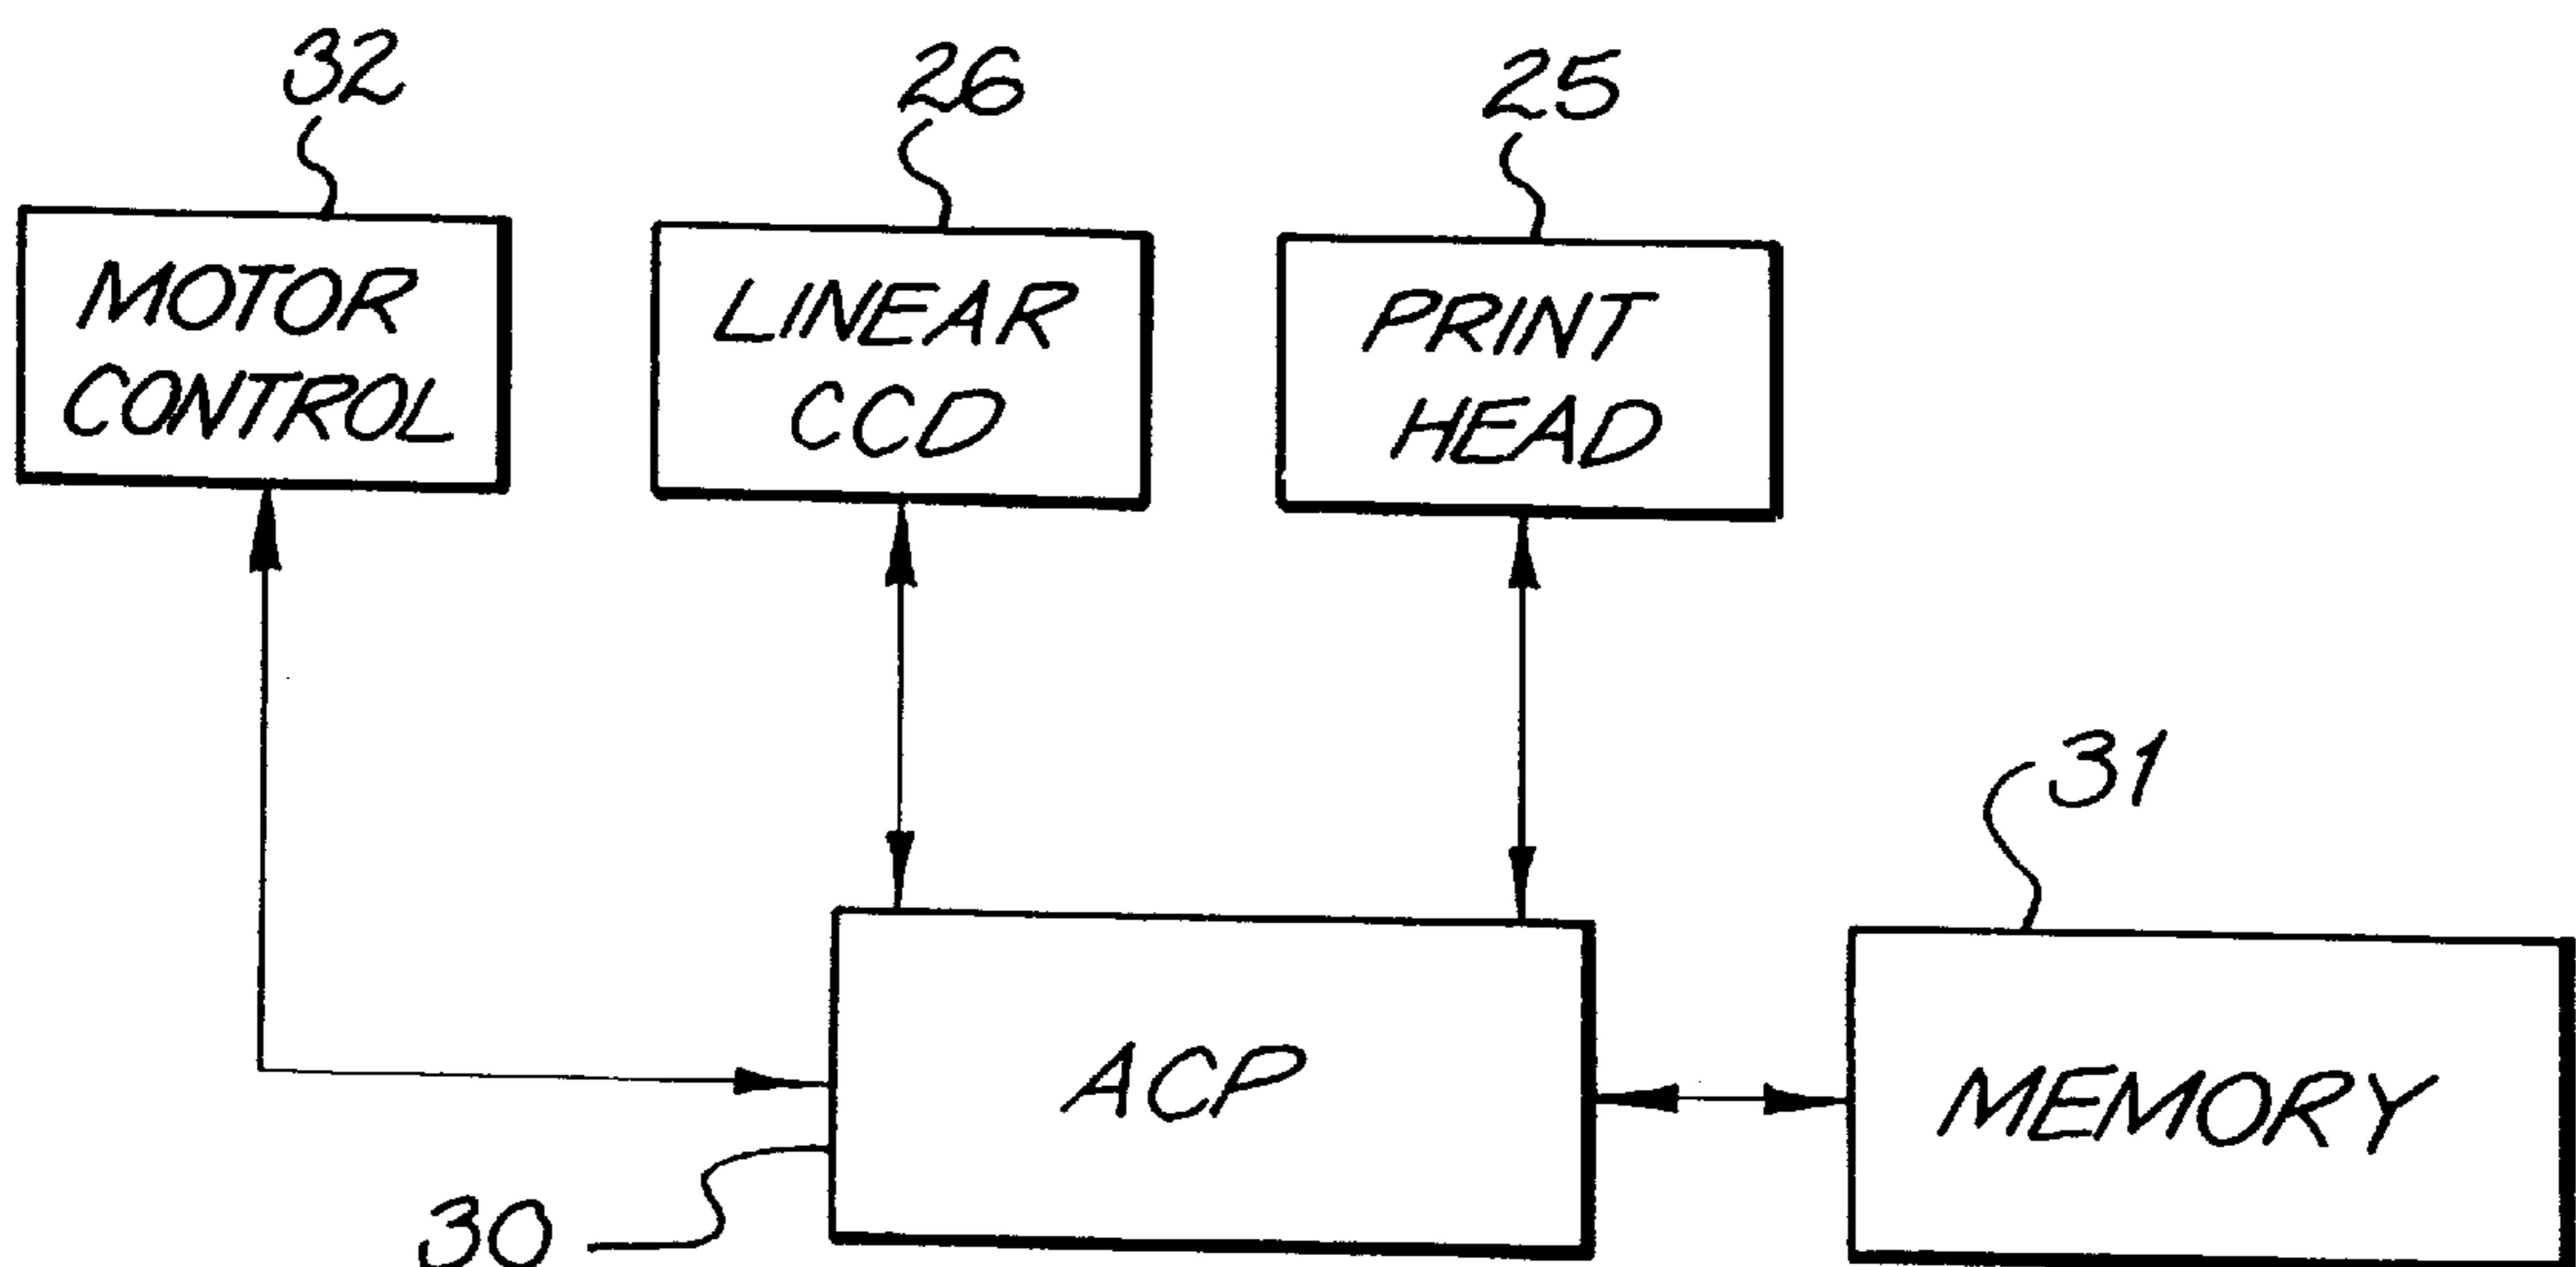 32
26
25
MOTOR
CONTROL
LINEAR
CCD
PRINT
HEAD
31
ACP
MEMORY
30